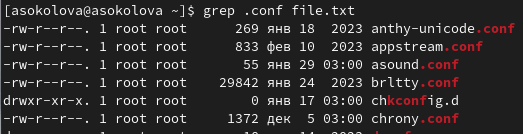 [asokolova@asokolova ~]$ grep .conf file.txt
-rw-r--r--. 1 root root     269 янв 18  2023 anthy-unicode.conf
-rw-r--r--. 1 root root     833 фев 10  2023 appstream.conf
-rw-r--r--. 1 root root      55 янв 29 03:00 asound.conf
-rw-r--r--. 1 root root   29842 янв 24  2023 brltty.conf
drwxr-xr-x. 1 root root       0 янв 17 03:00 chkconfig.d
-rw-r--r--. 1 root root    1372 дек  5 03:00 chrony.conf